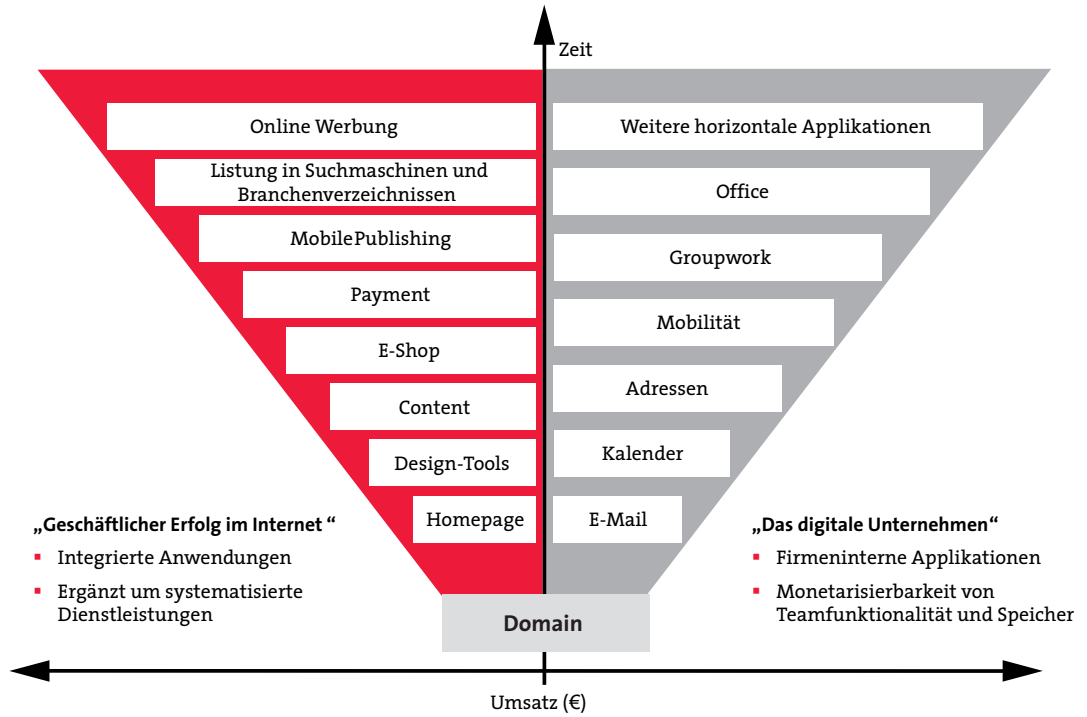 Zeit
Online Werbung
Listung in Suchmaschinen und
Branchenverzeichnissen
MobilePublishing
Payment
E-Shop
Content
Design-Tools
Homepage
Weitere horizontale Applikationen
Office
Groupwork
Mobilität
Adressen
Kalender
E-Mail
„Geschäftlicher Erfolg im Internet “
▪ Integrierte Anwendungen
▪ Ergänzt um systematisierte
Dienstleistungen
„Das digitale Unternehmen“
▪ Firmeninterne Applikationen
▪ Monetarisierbarkeit von
Teamfunktionalität und Speicher
Domain
Umsatz (€)